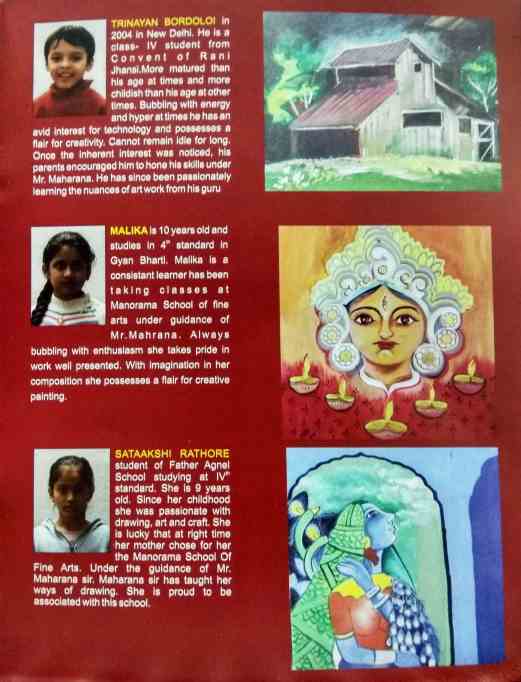 TRINAYAN BORDOLOI in
2004 in New Delhi. He is a
class- IV student from
Convent of Rani
Jhansi.More matured than
his age at times and more
childish than his age at other
times. Bubbling with energy
and hyper at times he has an
avid interest for technology and possesses a
flair for creativity. Cannot remain idle for long.
Once the inherent interest was noticed, his
parents encouraged him to hone his skills under
Mr. Maharana. He has since been passionately
learning the nuances of art work from his guru
MALIKA is 10 years old and
studies in 4th standard in
Gyan Bharti. Malika is a
consistant learner has been
taking classes at
Manorama School of fine
arts under guidance of
Mr.Mahrana. Always
bubbling with enthusiasm she takes pride in
work well presented. With imagination in her
composition she possesses a flair for creative
painting.
SATAAKSHI RATHORE
student of Father Agnel
School studying at IVth
standard. She is 9 years
old. Since her childhood
she was passionate with
drawing, art and craft. She
is lucky that at right time
her mother chose for her
the Manorama School Of
Fine Arts. Under the guidance of Mr.
Maharana sir. Maharana sir has taught her
ways of drawing. She is proud to be
associated with this school.